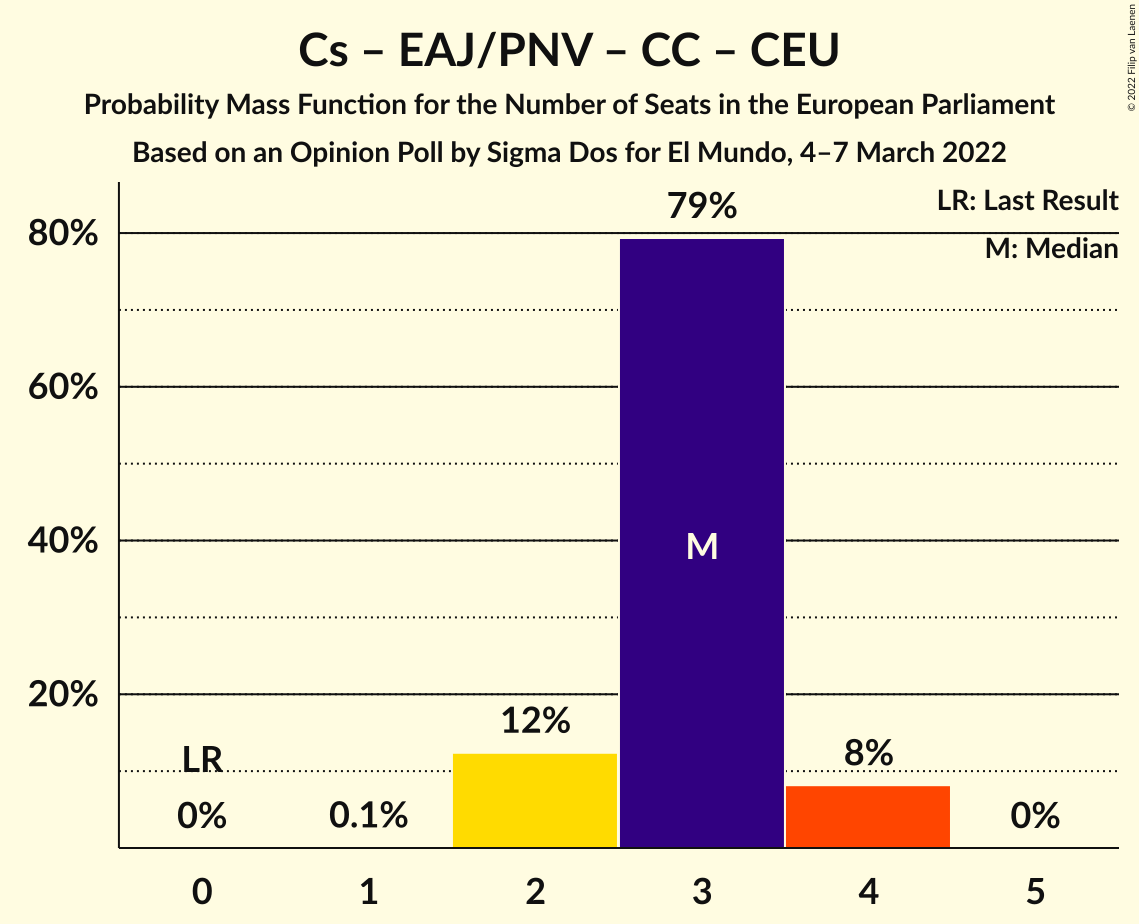 Cs – EAJ/PNV – CC – CEU
Probability Mass Function for the Number of Seats in the European Parliament
Based on an Opinion Poll by Sigma Dos for El Mundo, 4–7 March 2022
© 2022 Filip van Laenen
LR: Last Result
M: Median
80%
60%
40%
20%
LR
0%
0.1%
12%
79%
M
8%
0%
0 1 2 3 4 5